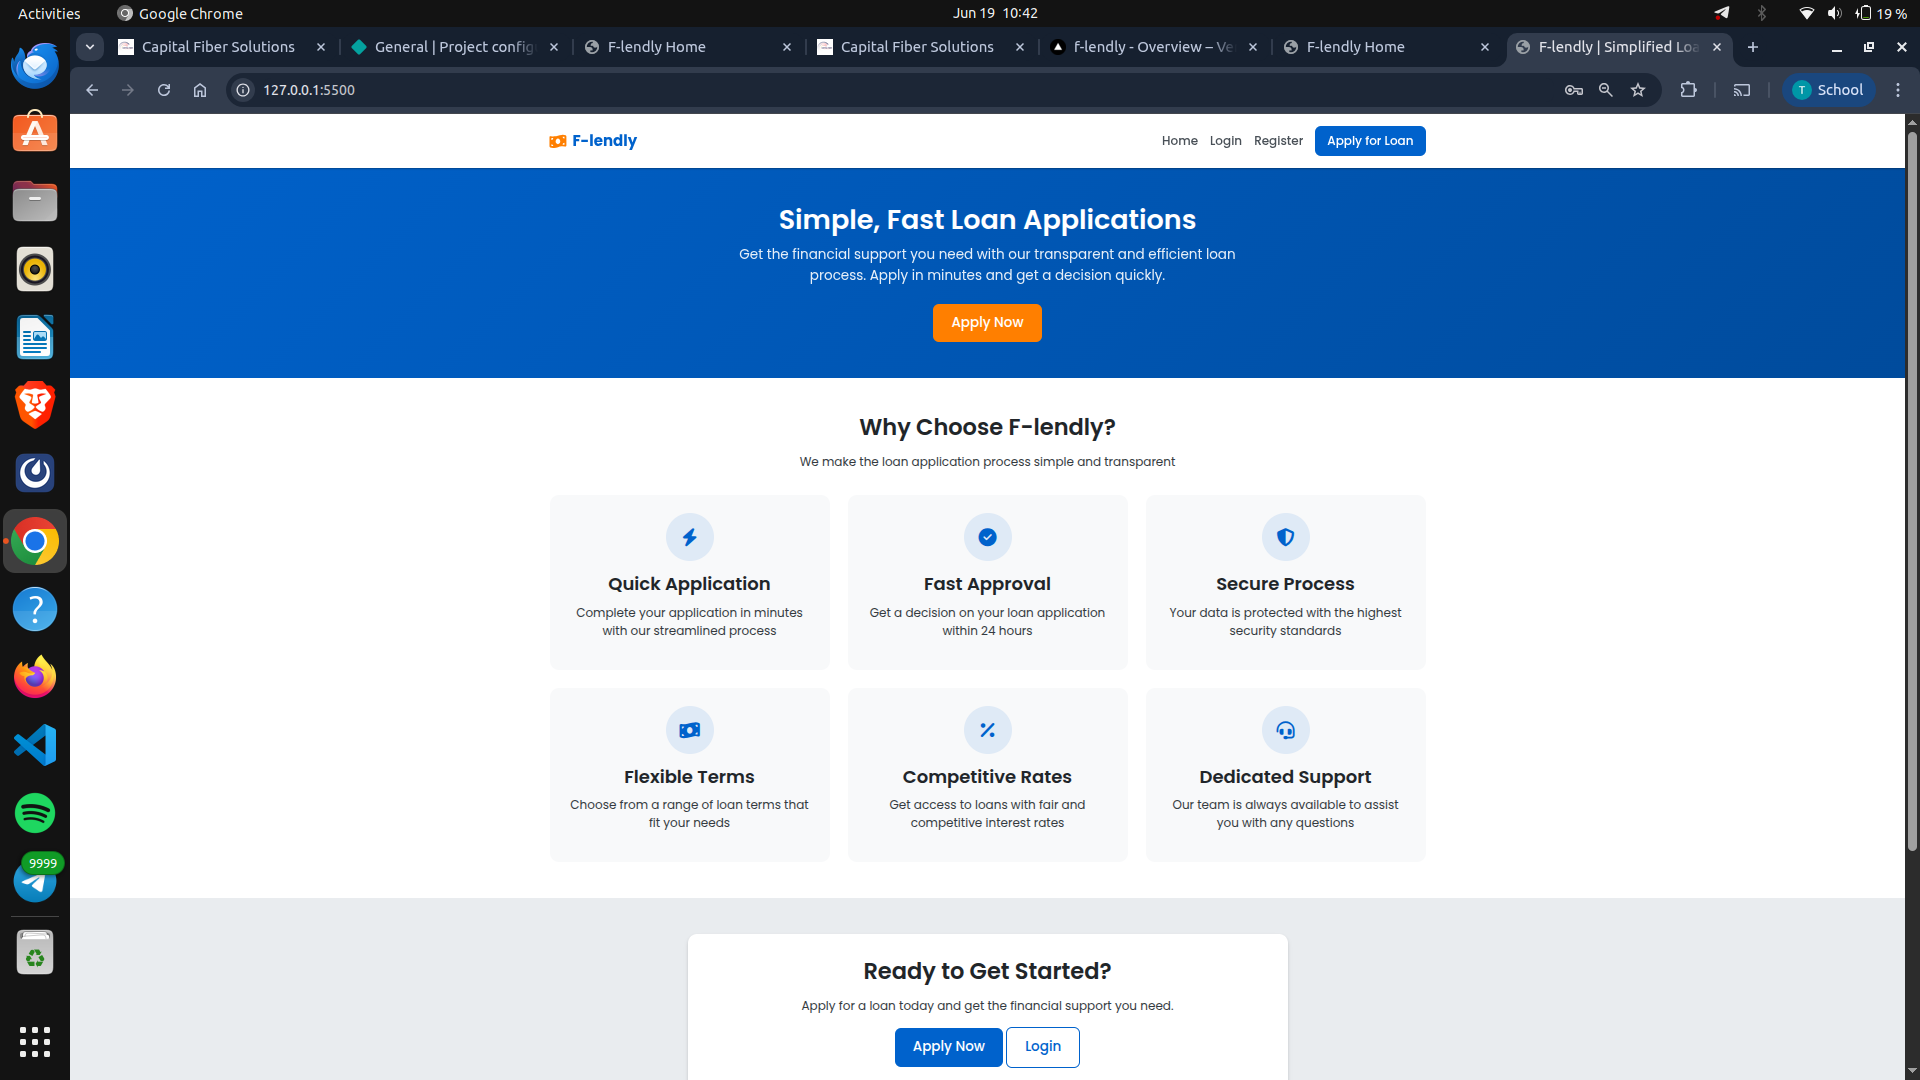 Activities
Google Chrome
Jun 19 10:42
19 %
Capital Fiber Solutions
General | Project config
F-lendly Home
Capital Fiber Solutions
f-lendly - Overview – Ve
F-lendly Home
F-lendly | Simplified Loa
127.0.0.1:5500
T
School
F-lendly
Home
Login
Register
Apply for Loan
Simple, Fast Loan Applications
Get the financial support you need with our transparent and efficient loan
process. Apply in minutes and get a decision quickly.
Apply Now
Why Choose F-lendly?
We make the loan application process simple and transparent
Quick Application
Complete your application in minutes
with our streamlined process
Fast Approval
Get a decision on your loan application
within 24 hours
Secure Process
Your data is protected with the highest
security standards
Flexible Terms
Choose from a range of loan terms that
fit your needs
Competitive Rates
Get access to loans with fair and
competitive interest rates
Dedicated Support
Our team is always available to assist
you with any questions
9999
Ready to Get Started?
Apply for a loan today and get the financial support you need.
Apply Now
Login